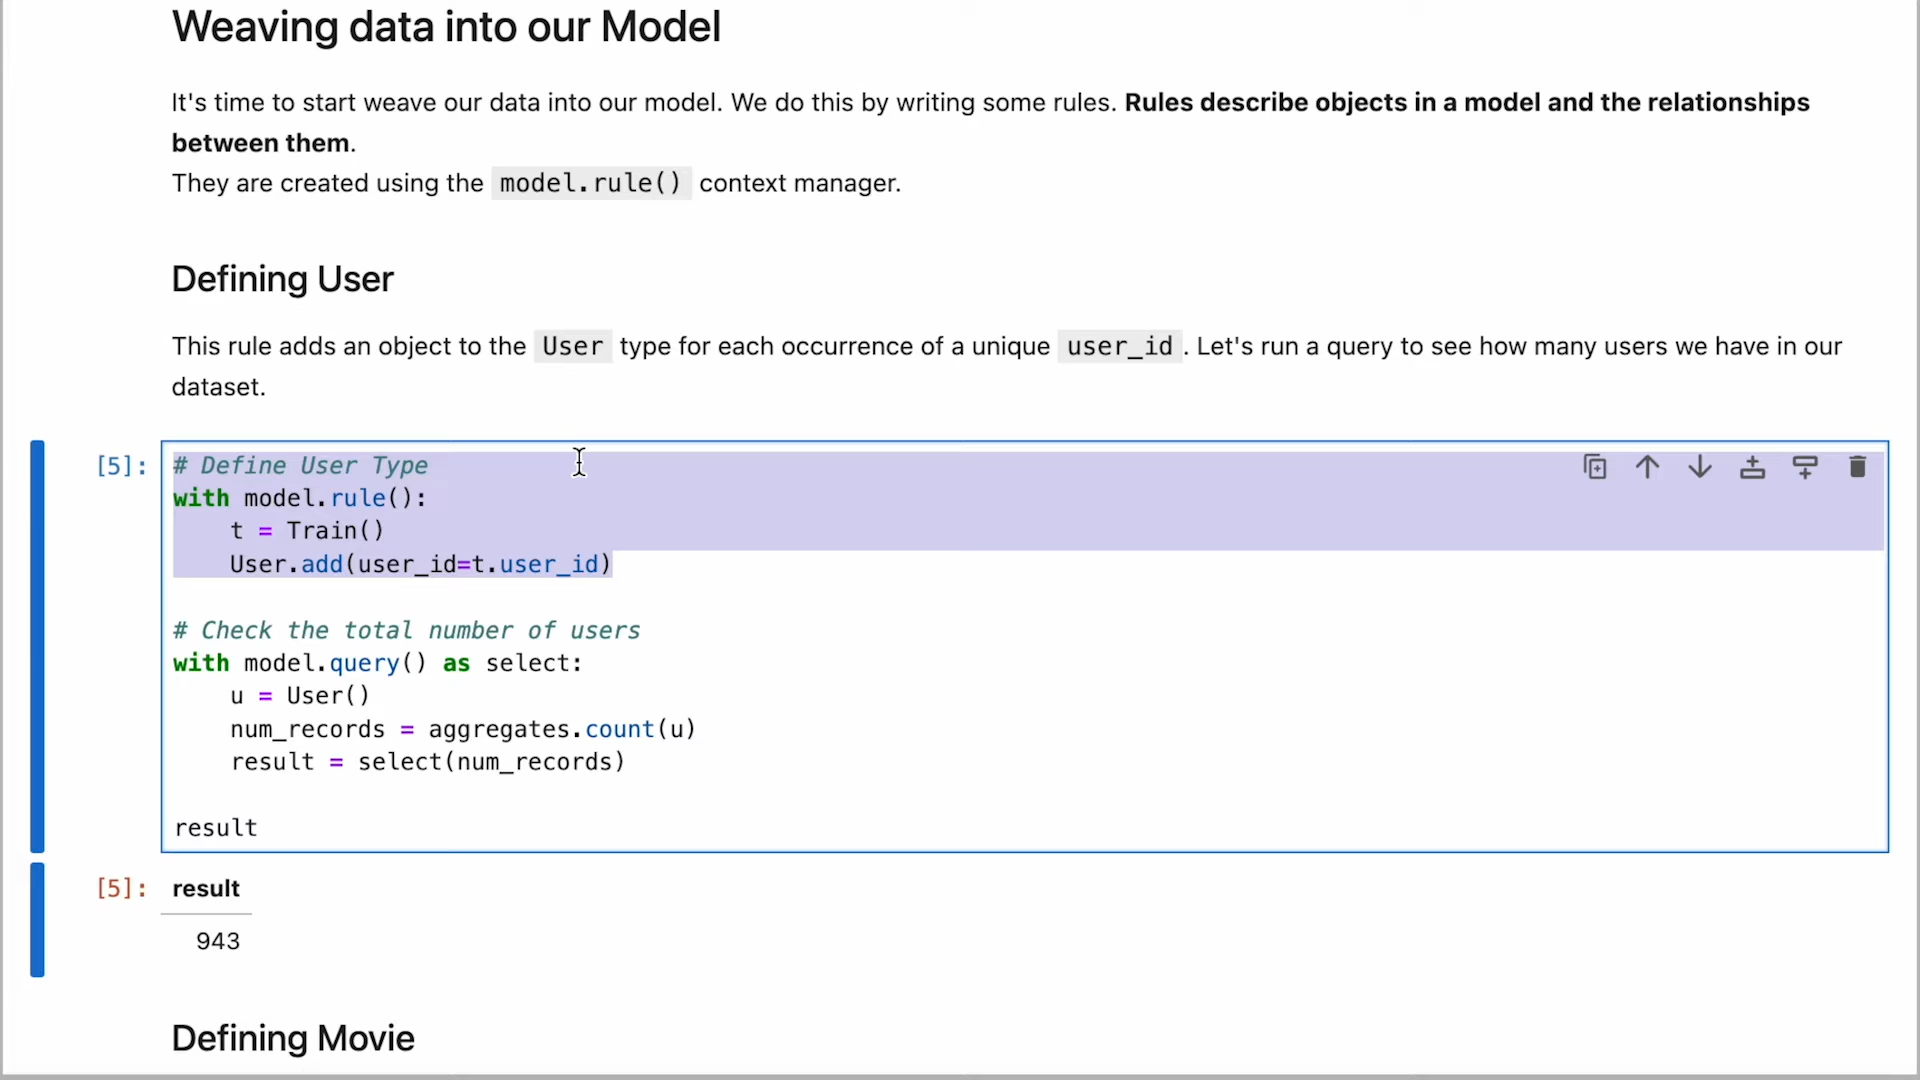 Weaving data into our Model
It's time to start weave our data into our model. We do this by writing some rules. Rules describe objects in a model and the relationships
between them.
They are created using the model.rule() context manager.
Defining User
This rule adds an object to the User type for each occurrence of a unique user_id . Let's run a query to see how many users we have in our
dataset.
[5]:
# Define User Type
with model.rule():
    t = Train()
    User.add(user_id=t.user_id)
# Check the total number of users
with model.query() as select:
    u = User()
    num_records = aggregates.count(u)
    result = select(num_records)
result
[5]:
result
943
Defining Movie